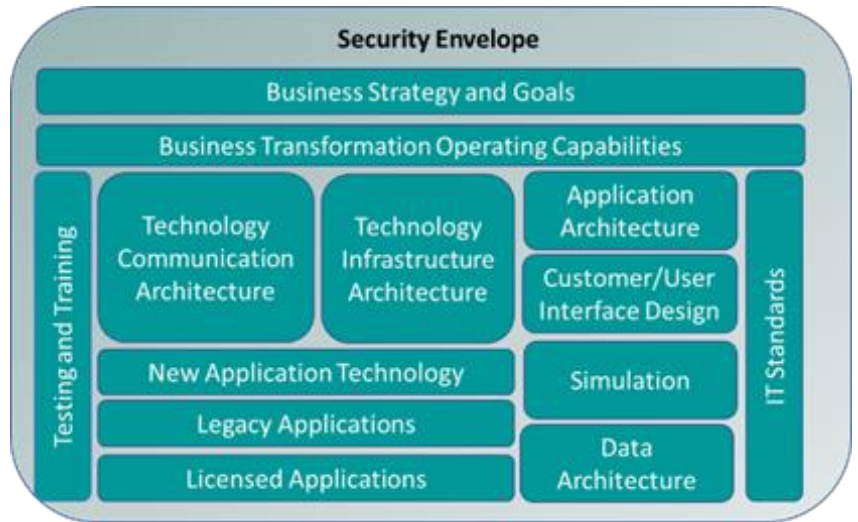 Security Envelope
Business Strategy and Goals
Business Transformation Operating Capabilities
Testing and Training
Technology
Communication
Architecture
Technology
Infrastructure
Architecture
Application
Architecture
Customer/User
Interface Design
New Application Technology
Simulation
Legacy Applications
Licensed Applications
Data
Architecture
IT Standards